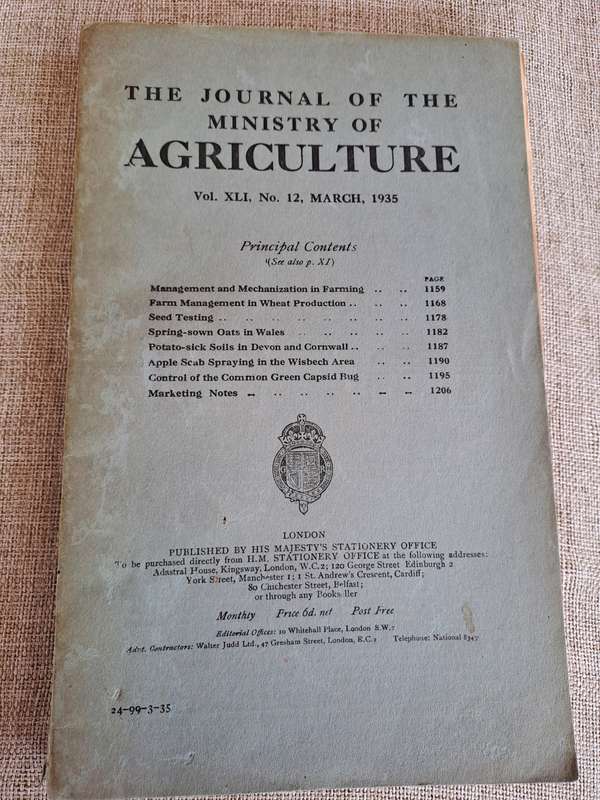 THE JOURNAL OF THE
MINISTRY OF
AGRICULTURE
Vol. XLI, No. 12, MARCH, 1935
Principal Contents
(See also p. XI)
PAGE
Management and Mechanization in Farming .. .. 1159
Farm Management in Wheat Production .. .. .. 1168
Seed Testing .. .. .. .. .. .. .. .. 1178
Spring-sown Oats in Wales .. .. .. .. .. 1182
Potato-sick Soils in Devon and Cornwall .. .. .. 1187
Apple Scab Spraying in the Wisbech Area .. .. 1190
Control of the Common Green Capsid Bug .. .. 1195
Marketing Notes .. .. .. .. .. .. .. 1206
LONDON
PUBLISHED BY HIS MAJESTY'S STATIONERY OFFICE
To be purchased directly from H.M. STATIONERY OFFICE at the following addresses:
Adastral House, Kingsway, London, W.C.2; 120 George Street Edinburgh 2
York Street, Manchester 1; 1 St. Andrew's Crescent, Cardiff;
80 Chichester Street, Belfast;
or through any Bookseller
Monthly Price 6d. net Post Free
Editorial Offices: 10 Whitehall Place, London S.W.1
Advt. Contractors: Walter Judd Ltd., 47 Gresham Street, London, E.C.2 Telephone: National 8347
24-99-3-35